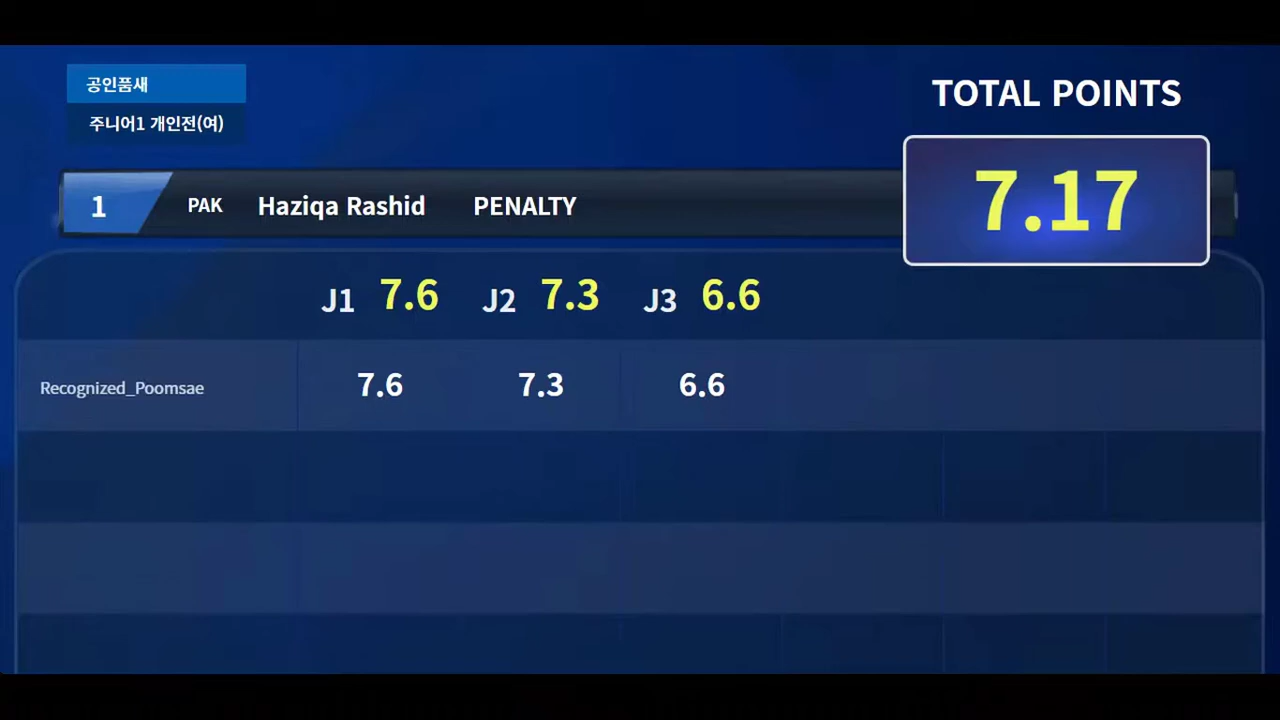 공인품새
주니어1 개인전(여)
TOTAL POINTS
7.17
1 PAK Haziqa Rashid PENALTY
J1 7.6 J2 7.3 J3 6.6
Recognized_Poomsae 7.6 7.3 6.6